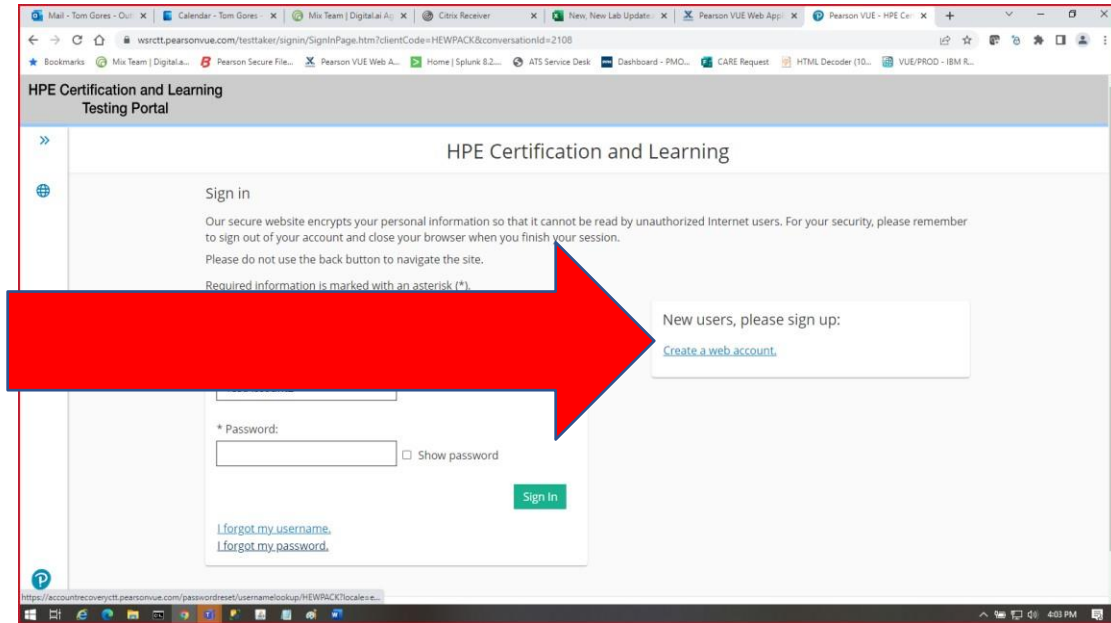 Mail - Tom Gores - Out
Calendar - Tom Gores -
Mix Team | Digital.ai Ag
Citrix Receiver
New, New Lab Update
Pearson VUE Web Appl
Pearson VUE - HPE Cer
wsrctt.pearsonvue.com/testtaker/signin/SignInPage.htm?clientCode=HEWPACK&conversationId=2108
Bookmarks
Mix Team | Digital.a...
Pearson Secure File...
Pearson VUE Web A...
Home | Splunk 8.2....
ATS Service Desk
Dashboard - PMO...
CARE Request
HTML Decoder (10...
VUE/PROD - IBM R...
HPE Certification and Learning
Testing Portal
HPE Certification and Learning
Sign in
Our secure website encrypts your personal information so that it cannot be read by unauthorized Internet users. For your security, please remember
to sign out of your account and close your browser when you finish your session.
Please do not use the back button to navigate the site.
Required information is marked with an asterisk (*).
New users, please sign up:
Create a web account.
* Password:
Show password
Sign In
I forgot my username.
I forgot my password.
https://accountrecoveryctt.pearsonvue.com/passwordreset/usernamelookup/HEWPACK?locale=e...
4:03 PM